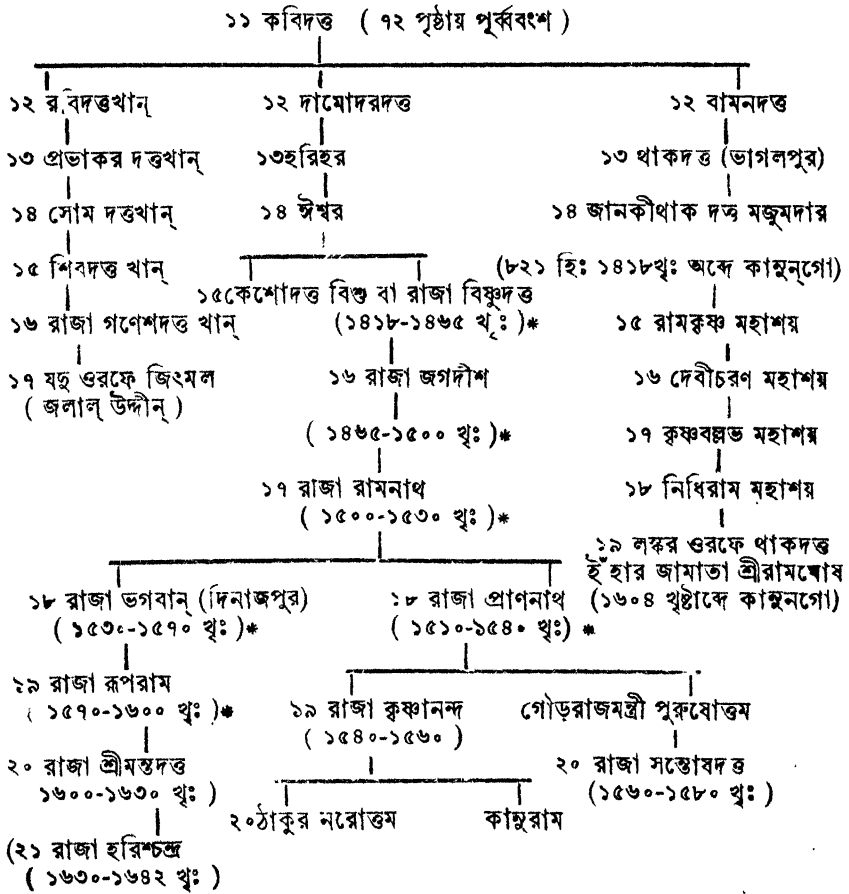 ১১ কবিদত্ত ( ৭২ পৃষ্ঠায় পূর্ব্ববংশ )
১২ রবিদত্তখান্ ১২ দামোদরদত্ত ১২ বামনদত্ত
১৩ প্রভাকর দত্তখান্ ১৩হরিহর ১৩ থাকদত্ত (ভাগলপুর)
১৪ সোম দত্তখান্ ১৪ ঈশ্বর ১৪ জানকীথাক দত্ত মজুমদার
১৫ শিবদত্ত খান্ (৮২১ হিঃ ১৪১৮খৃঃ অব্দে কানুন্‌গো)
১৫কেশোদত্ত বিশু বা রাজা বিষ্ণুদত্ত
১৬ রাজা গণেশদত্ত খান্ (১৪১৮-১৪৬৫ খৃঃ)* ১৫ রামকৃষ্ণ মহাশয়
১৭ যদু ওরফে জিৎমল ১৬ রাজা জগদীশ ১৬ দেবীচরণ মহাশয়
( জলাল্ উদ্দীন্ )
( ১৪৬৫-১৫০০ খৃঃ )* ১৭ কৃষ্ণবল্লভ মহাশয়
১৭ রাজা রামনাথ ১৮ নিধিরাম মহাশয়
( ১৫০০-১৫৩০ খৃঃ )*
১৯ লস্কর ওরফে থাকদত্ত
ইঁহার জামাতা শ্রীরামঘোষ
১৮ রাজা ভগবান্ (দিনাজপুর) ১৮ রাজা প্রাণনাথ (১৬০৪ খৃষ্টাব্দে কানুনগো)
( ১৫৩০-১৫৭০ খৃঃ )* ( ১৫১০-১৫৪০ খৃঃ) *
১৯ রাজা রূপরাম ১৯ রাজা কৃষ্ণানন্দ গৌড়রাজমন্ত্রী পুরুষোত্তম
( ১৫৭০-১৬০০ খৃঃ )* ( ১৫৪০-১৫৬০ )
২০ রাজা শ্রীমন্তদত্ত ২০ রাজা সন্তোষদত্ত
১৬০০-১৬৩০ খৃঃ ) (১৫৬০-১৫৮০ খৃঃ )
২০ঠাকুর নরোত্তম কানুরাম
(২১ রাজা হরিশ্চন্দ্র
( ১৬৩০-১৬৪২ খৃঃ )